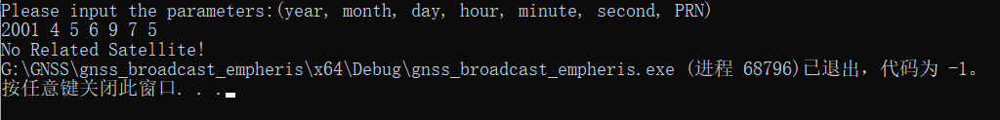 Please input the parameters:(year, month, day, hour, minute, second, PRN)
2001 4 5 6 9 7 5
No Related Satellite!
G:\GNSS\gnss_broadcast_empheris\x64\Debug\gnss_broadcast_empheris.exe (进程 68796)已退出，代码为 -1。
按任意键关闭此窗口. . .